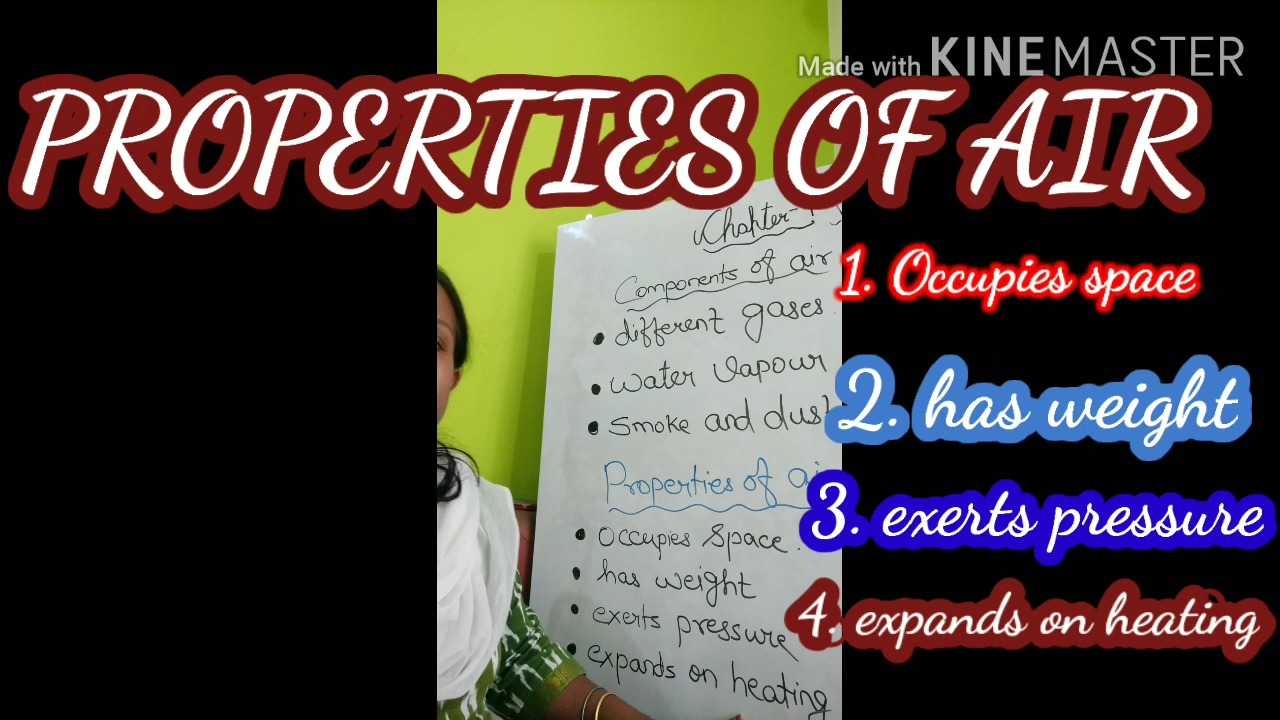 Made with KINEMASTER
PROPERTIES OF AIR
Chapter-
Components of air
• different gases
• water vapour
• smoke and dust
Properties of
• Occupies space.
• has weight
• exerts pressure
• expands on heating
1. Occupies space
2. has weight
3. exerts pressure
4. expands on heating